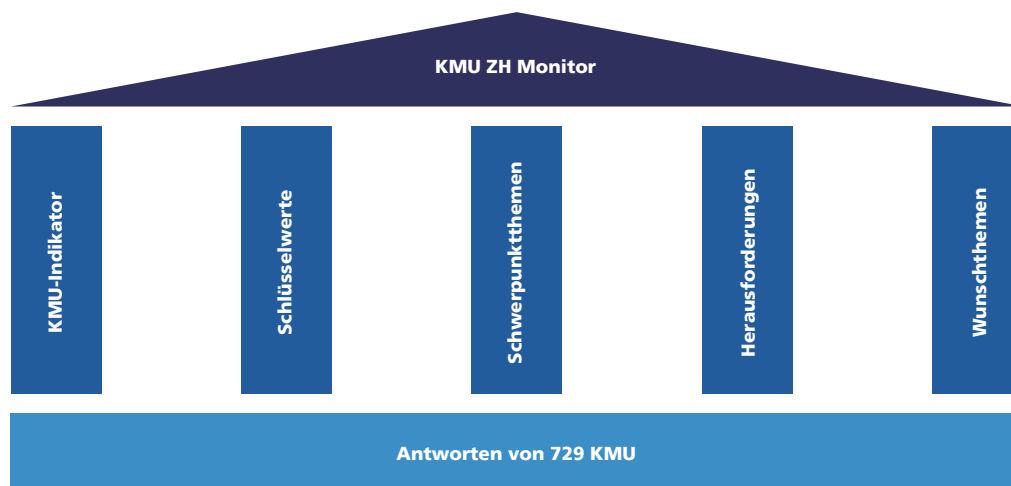 KMU ZH Monitor
KMU-Indikator
Schlüsselwerte
Schwerpunktthemen
Herausforderungen
Wunschthemen
Antworten von 729 KMU